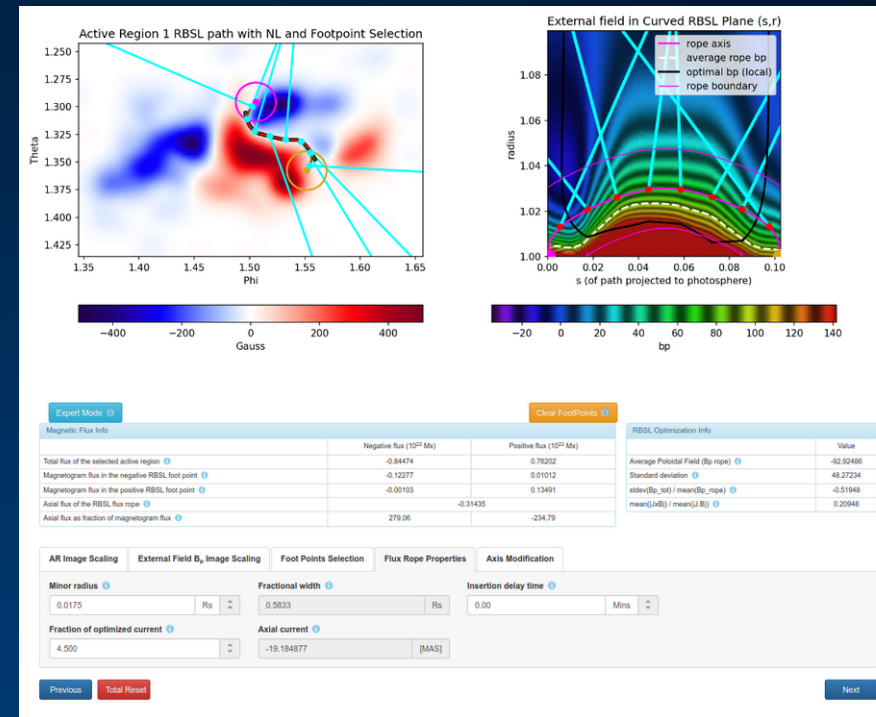 Active Region 1 RBSL path with NL and Footpoint Selection
1.250
1.275
1.300
1.325
1.350
1.375
1.400
1.425
Theta
1.35 1.40 1.45 1.50 1.55 1.60 1.65
Phi
−400 −200 0 200 400
Gauss
External field in Curved RBSL Plane (s,r)
rope axis
average rope bp
optimal bp (local)
rope boundary
1.08
1.06
1.04
1.02
1.00
radius
0.00 0.02 0.04 0.06 0.08 0.10
s (of path projected to photosphere)
−20 0 20 40 60 80 100 120 140
bp
Expert Mode
Clear FootPoints
Magnetic Flux Info
Negative flux (10²² Mx) Positive flux (10²² Mx)
Total flux of the selected active region -0.84474 0.76202
Magnetogram flux in the negative RBSL foot point -0.12277 0.01012
Magnetogram flux in the positive RBSL foot point -0.00103 0.13491
Axial flux of the RBSL flux rope -0.31435
Axial flux as fraction of magnetogram flux 279.06 -234.79
RBSL Optimization Info
Value
Average Poloidal Field (Bp rope) -92.92486
Standard deviation 48.27234
stdev(Bp_tot) / mean(Bp_rope) -0.51948
mean(|JxB|) / mean(|J.B|) 0.20948
AR Image Scaling External Field Bₚ Image Scaling Foot Points Selection Flux Rope Properties Axis Modification
Minor radius Fractional width Insertion delay time
0.0175 Rs 0.5833 Rs 0.00 Mins
Fraction of optimized current Axial current
4.500 -19.184877 [MAS]
Previous Total Reset Next